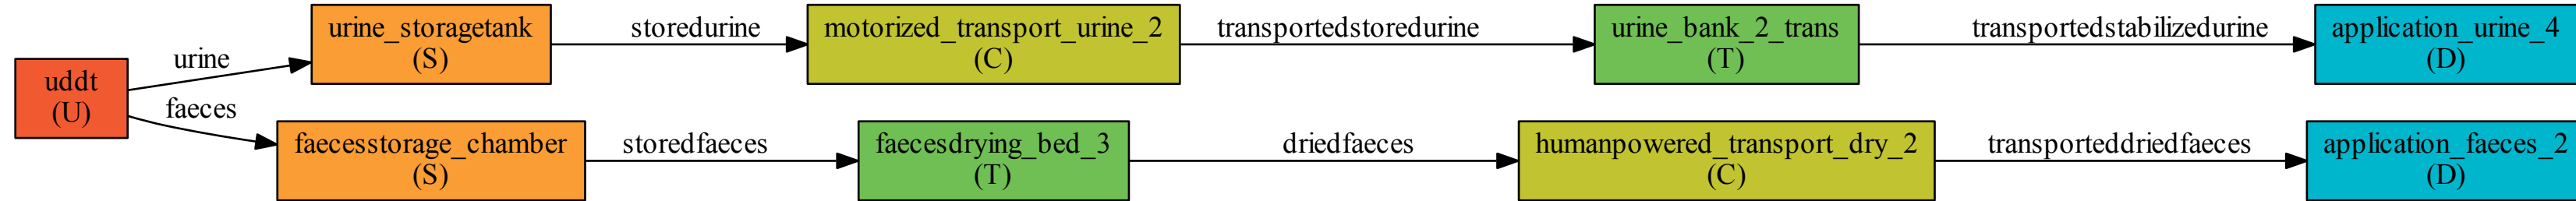 uddt
(U)
urine
faeces
urine_storagetank
(S)
storedurine
motorized_transport_urine_2
(C)
transportedstoredurine
urine_bank_2_trans
(T)
transportedstabilizedurine
application_urine_4
(D)
faecesstorage_chamber
(S)
storedfaeces
faecesdrying_bed_3
(T)
driedfaeces
humanpowered_transport_dry_2
(C)
transporteddriedfaeces
application_faeces_2
(D)